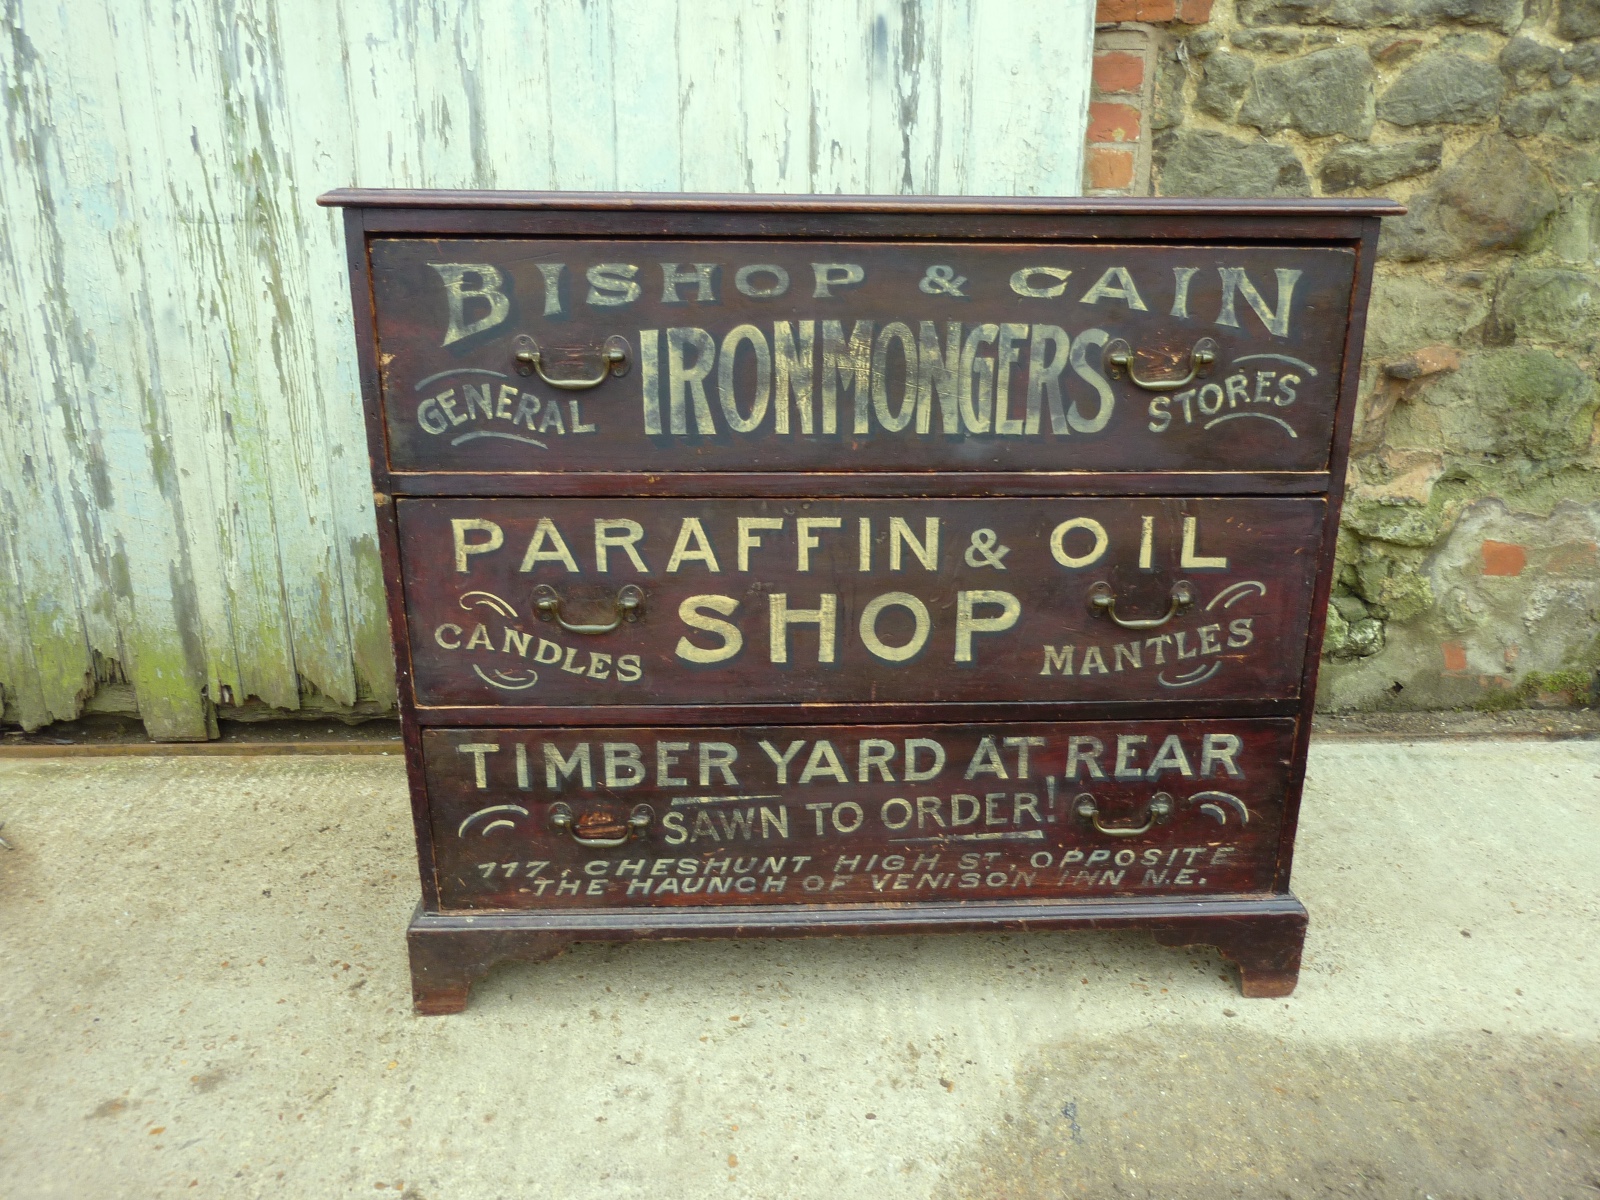 BISHOP & CAIN
GENERAL IRONMONGERS STORES
PARAFFIN & OIL
SHOP
CANDLES MANTLES
TIMBER YARD AT REAR
SAWN TO ORDER!
117, CHESHUNT HIGH ST, OPPOSITE
THE HAUNCH OF VENISON INN N.E.